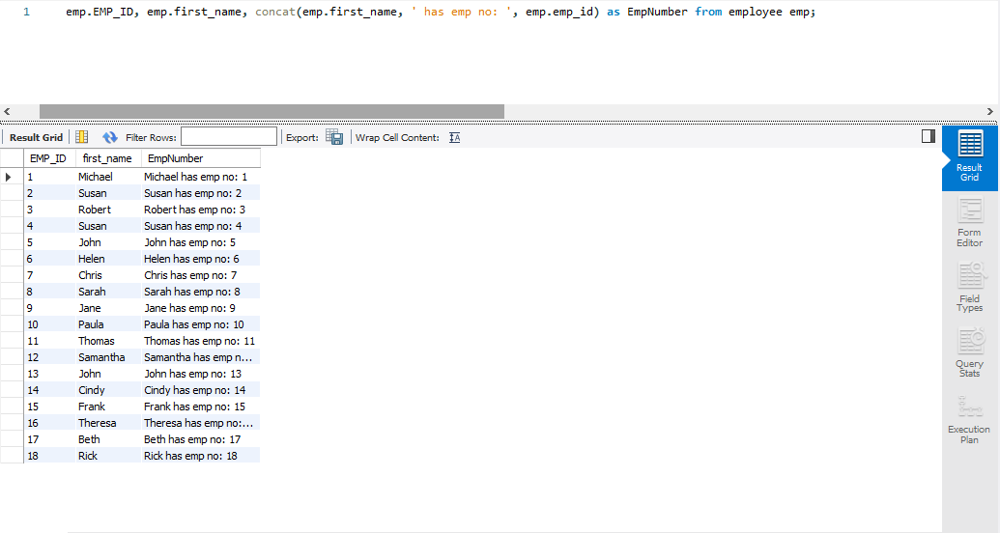 1 emp.EMP_ID, emp.first_name, concat(emp.first_name, ' has emp no: ', emp.emp_id) as EmpNumber from employee emp;
Result Grid Filter Rows: Export: Wrap Cell Content:
EMP_ID first_name EmpNumber
1 Michael Michael has emp no: 1
2 Susan Susan has emp no: 2
3 Robert Robert has emp no: 3
4 Susan Susan has emp no: 4
5 John John has emp no: 5
6 Helen Helen has emp no: 6
7 Chris Chris has emp no: 7
8 Sarah Sarah has emp no: 8
9 Jane Jane has emp no: 9
10 Paula Paula has emp no: 10
11 Thomas Thomas has emp no: 11
12 Samantha Samantha has emp n...
13 John John has emp no: 13
14 Cindy Cindy has emp no: 14
15 Frank Frank has emp no: 15
16 Theresa Theresa has emp no:...
17 Beth Beth has emp no: 17
18 Rick Rick has emp no: 18
Result
Grid
Form
Editor
Field
Types
Query
Stats
Execution
Plan